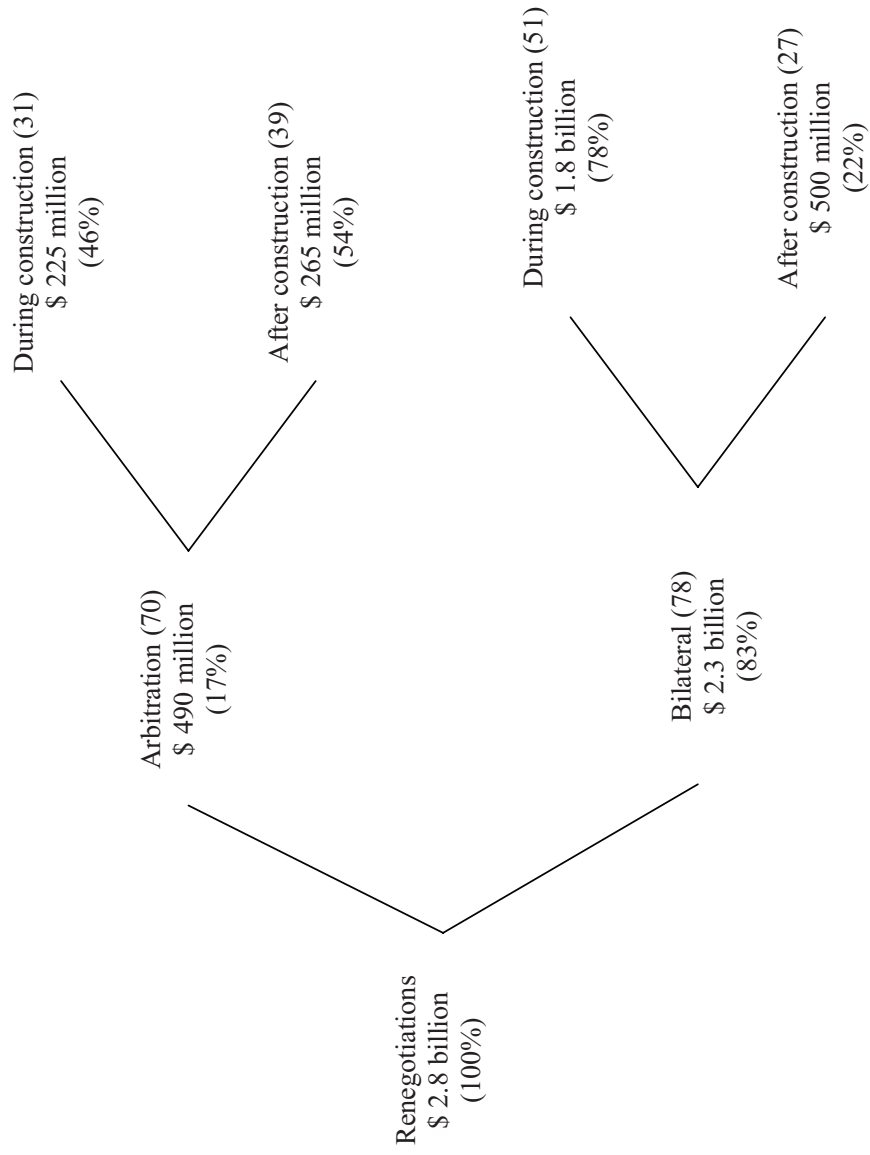 Renegotiations
$ 2.8 billion
(100%)
Arbitration (70)
$ 490 million
(17%)
During construction (31)
$ 225 million
(46%)
After construction (39)
$ 265 million
(54%)
Bilateral (78)
$ 2.3 billion
(83%)
During construction (51)
$ 1.8 billion
(78%)
After construction (27)
$ 500 million
(22%)